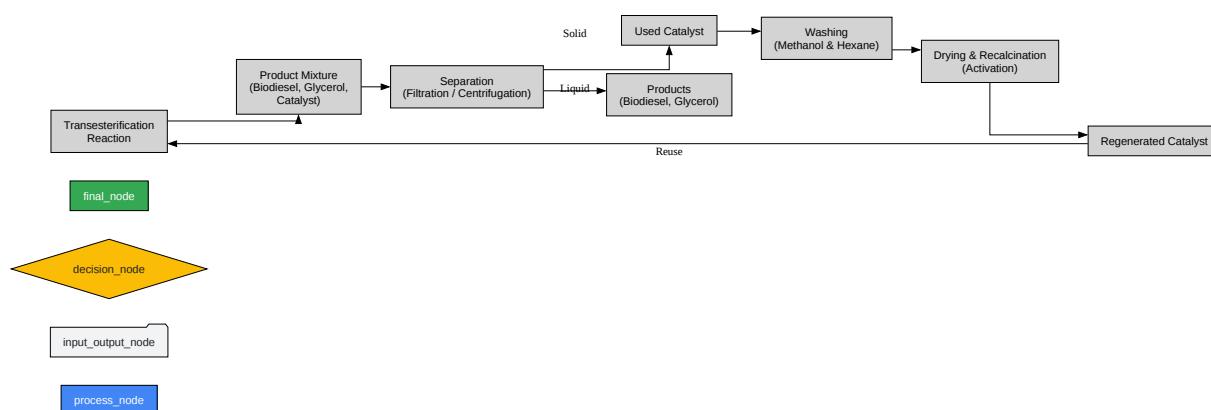 Solid
Used Catalyst
Washing
(Methanol & Hexane)
Drying & Recalcination
(Activation)
Product Mixture
(Biodiesel, Glycerol,
Catalyst)
Separation
(Filtration / Centrifugation)
Liquid
Products
(Biodiesel, Glycerol)
Transesterification
Reaction
Regenerated Catalyst
Reuse
final_node
decision_node
input_output_node
process_node